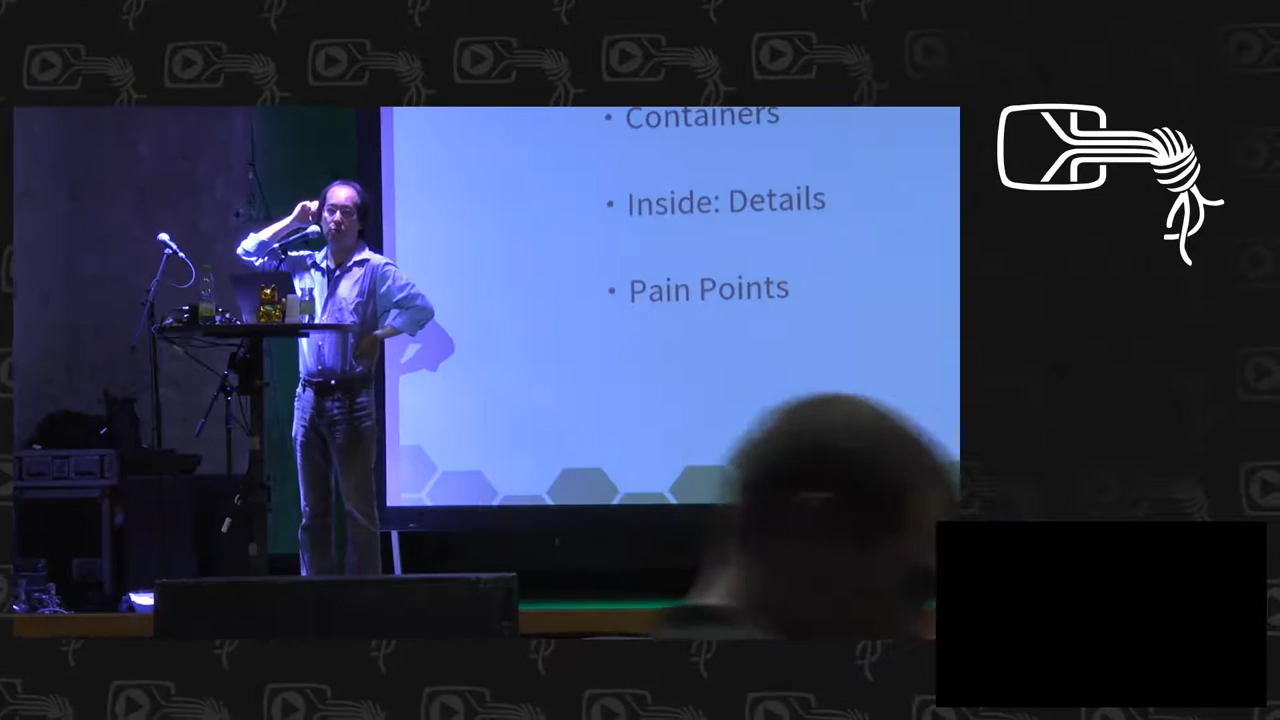 • Containers
• Inside: Details
• Pain Points